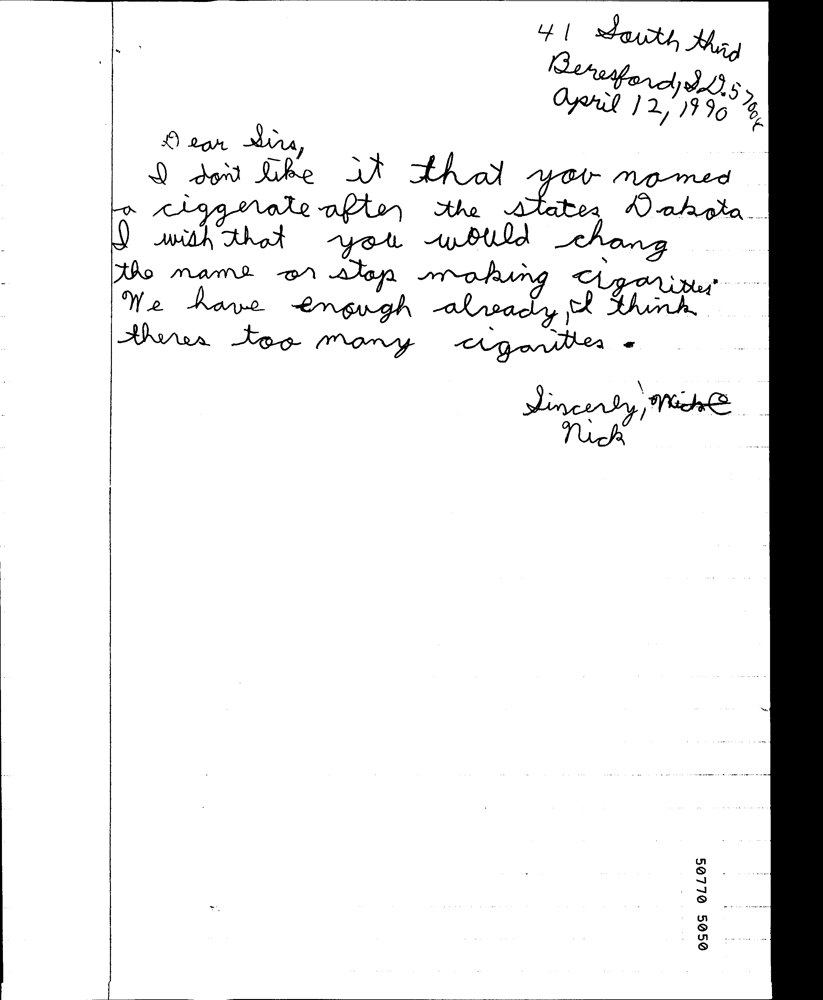 41 South third
Beresford, S.D. 57004
April 12, 1990
Dear Sirs,
I don't like it that you named
a ciggerate after the states Dakota
I wish that you would chang
the name or stop making cigarittes
We have enough already, I think
theres too many cigarittes.
Sincerly,
Nick
50770 5050